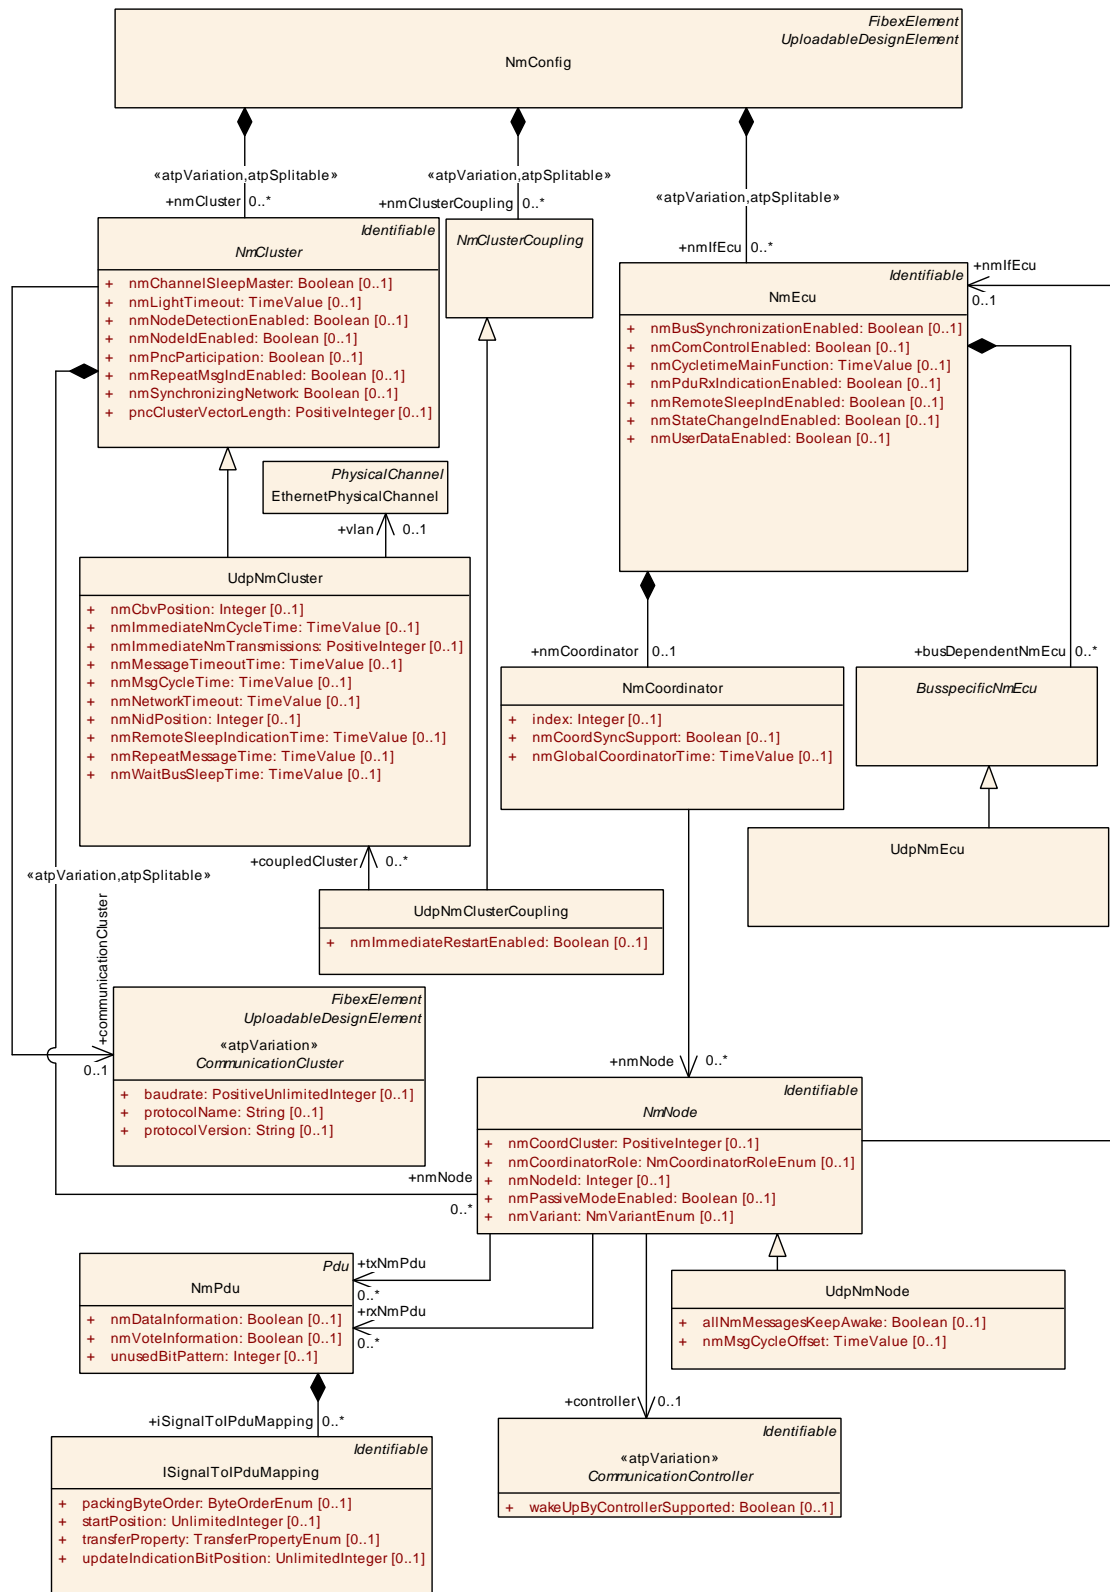 FibexElement
UploadableDesignElement
NmConfig
«atpVariation,atpSplitable»
+nmCluster 0..*
«atpVariation,atpSplitable»
+nmClusterCoupling 0..*
«atpVariation,atpSplitable»
+nmIfEcu 0..*
Identifiable
NmCluster
+ nmChannelSleepMaster: Boolean [0..1]
+ nmLightTimeout: TimeValue [0..1]
+ nmNodeDetectionEnabled: Boolean [0..1]
+ nmNodeIdEnabled: Boolean [0..1]
+ nmPncParticipation: Boolean [0..1]
+ nmRepeatMsgIndEnabled: Boolean [0..1]
+ nmSynchronizingNetwork: Boolean [0..1]
+ pncClusterVectorLength: PositiveInteger [0..1]
NmClusterCoupling
Identifiable
NmEcu
+ nmBusSynchronizationEnabled: Boolean [0..1]
+ nmComControlEnabled: Boolean [0..1]
+ nmCycletimeMainFunction: TimeValue [0..1]
+ nmPduRxIndicationEnabled: Boolean [0..1]
+ nmRemoteSleepIndEnabled: Boolean [0..1]
+ nmStateChangeIndEnabled: Boolean [0..1]
+ nmUserDataEnabled: Boolean [0..1]
+nmIfEcu
0..1
PhysicalChannel
EthernetPhysicalChannel
+vlan 0..1
UdpNmCluster
+ nmCbvPosition: Integer [0..1]
+ nmImmediateNmCycleTime: TimeValue [0..1]
+ nmImmediateNmTransmissions: PositiveInteger [0..1]
+ nmMessageTimeoutTime: TimeValue [0..1]
+ nmMsgCycleTime: TimeValue [0..1]
+ nmNetworkTimeout: TimeValue [0..1]
+ nmNidPosition: Integer [0..1]
+ nmRemoteSleepIndicationTime: TimeValue [0..1]
+ nmRepeatMessageTime: TimeValue [0..1]
+ nmWaitBusSleepTime: TimeValue [0..1]
+nmCoordinator 0..1
+busDependentNmEcu 0..*
NmCoordinator
+ index: Integer [0..1]
+ nmCoordSyncSupport: Boolean [0..1]
+ nmGlobalCoordinatorTime: TimeValue [0..1]
BusspecificNmEcu
UdpNmEcu
+coupledCluster 0..*
«atpVariation,atpSplitable»
UdpNmClusterCoupling
+ nmImmediateRestartEnabled: Boolean [0..1]
+communicationCluster
0..1
FibexElement
UploadableDesignElement
«atpVariation»
CommunicationCluster
+ baudrate: PositiveUnlimitedInteger [0..1]
+ protocolName: String [0..1]
+ protocolVersion: String [0..1]
+nmNode 0..*
Identifiable
NmNode
+ nmCoordCluster: PositiveInteger [0..1]
+ nmCoordinatorRole: NmCoordinatorRoleEnum [0..1]
+ nmNodeId: Integer [0..1]
+ nmPassiveModeEnabled: Boolean [0..1]
+ nmVariant: NmVariantEnum [0..1]
+nmNode
0..*
Pdu
NmPdu
+ nmDataInformation: Boolean [0..1]
+ nmVoteInformation: Boolean [0..1]
+ unusedBitPattern: Integer [0..1]
+txNmPdu
0..*
+rxNmPdu
0..*
UdpNmNode
+ allNmMessagesKeepAwake: Boolean [0..1]
+ nmMsgCycleOffset: TimeValue [0..1]
+iSignalToIPduMapping 0..*
+controller 0..1
Identifiable
ISignalToIPduMapping
+ packingByteOrder: ByteOrderEnum [0..1]
+ startPosition: UnlimitedInteger [0..1]
+ transferProperty: TransferPropertyEnum [0..1]
+ updateIndicationBitPosition: UnlimitedInteger [0..1]
Identifiable
«atpVariation»
CommunicationController
+ wakeUpByControllerSupported: Boolean [0..1]